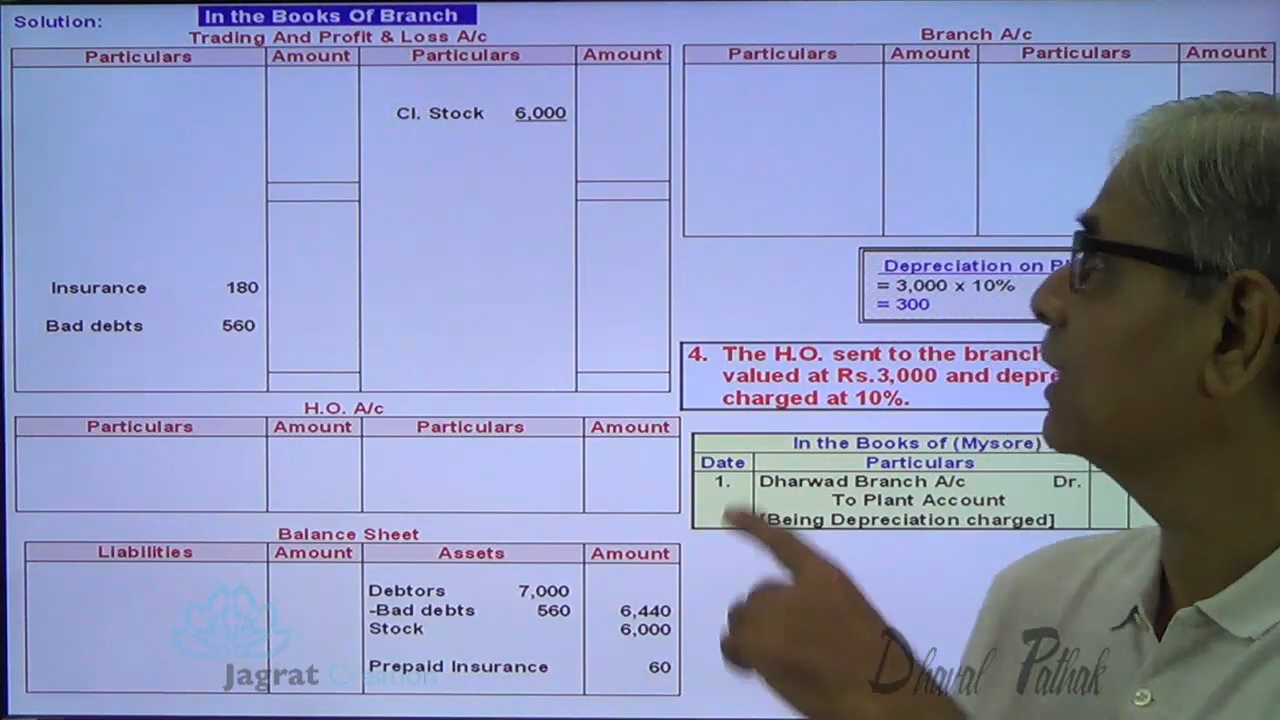 Solution:
In the Books Of Branch
Trading And Profit & Loss A/c
Particulars Amount Particulars Amount
Cl. Stock 6,000
Insurance 180
Bad debts 560
H.O. A/c
Particulars Amount Particulars Amount
Balance Sheet
Liabilities Amount Assets Amount
Debtors 7,000
-Bad debts 560 6,440
Stock 6,000
Prepaid Insurance 60
Jagrat Creation
Branch A/c
Particulars Amount Particulars Amount
Depreciation on
= 3,000 x 10%
= 300
4. The H.O. sent to the branch
valued at Rs.3,000 and
charged at 10%.
In the Books of (Mysore)
Date Particulars
1. Dharwad Branch A/c Dr.
To Plant Account
[Being Depreciation charged]
Dhaval Pathak